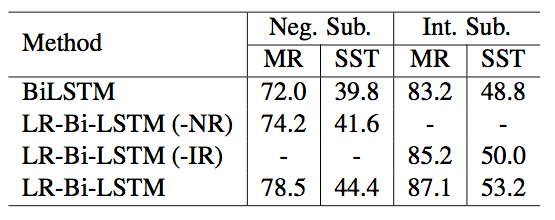 Method Neg. Sub. Int. Sub.
MR SST MR SST
BiLSTM 72.0 39.8 83.2 48.8
LR-Bi-LSTM (-NR) 74.2 41.6 - -
LR-Bi-LSTM (-IR) - - 85.2 50.0
LR-Bi-LSTM 78.5 44.4 87.1 53.2